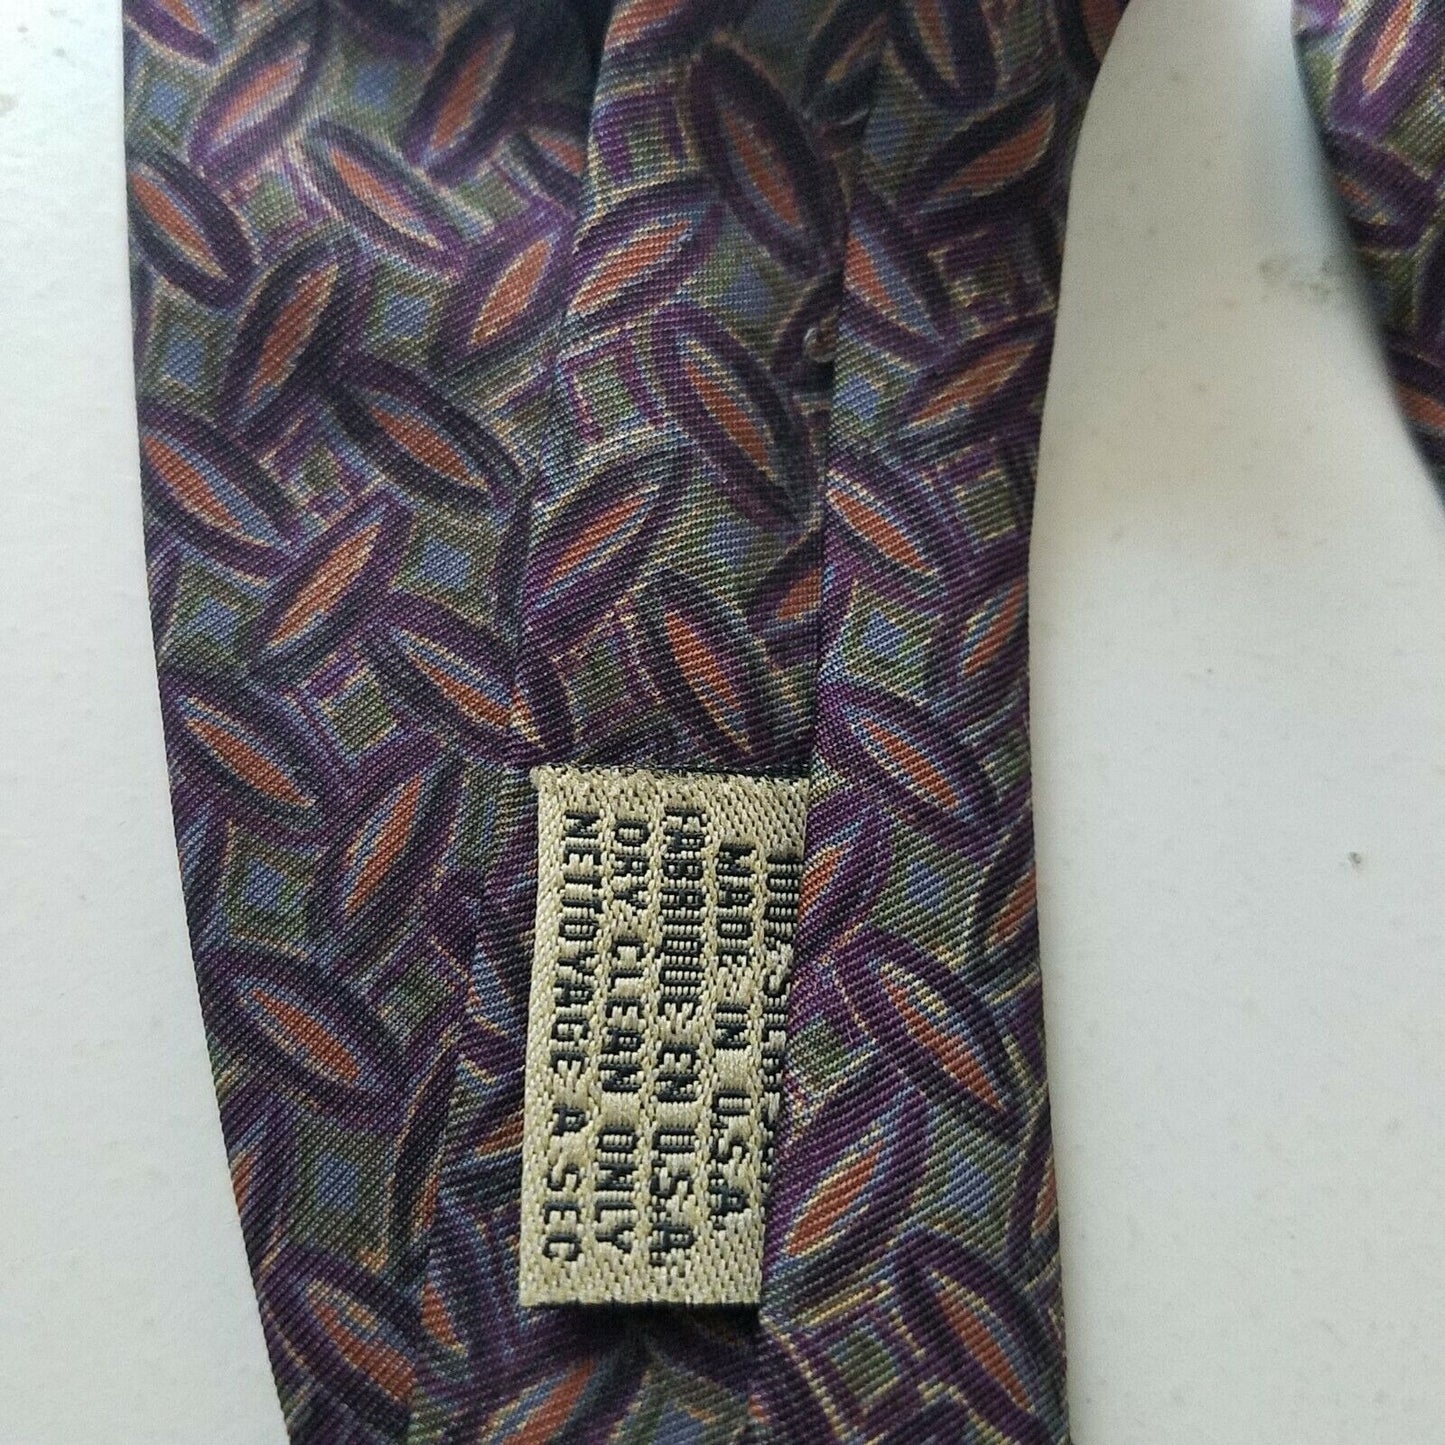 MADE IN U.S.A.
FABRIQUE EN U.S.A.
DRY CLEAN ONLY
NETTOYAGE A SEC